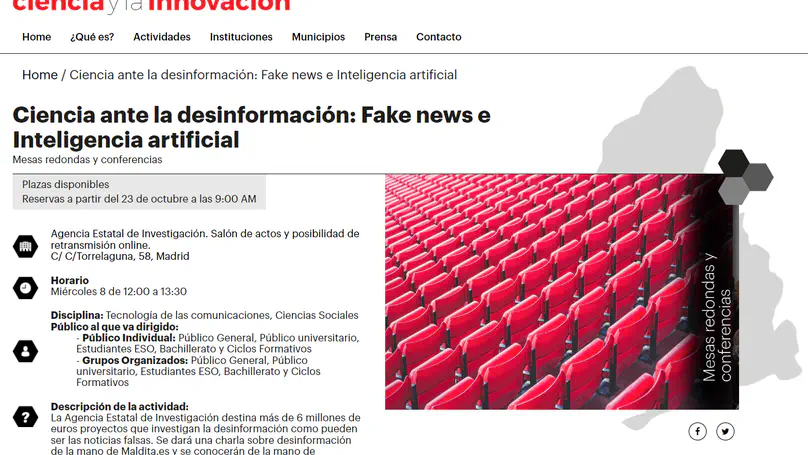 ciencia y la innovación
Home ¿Qué es? Actividades Instituciones Municipios Prensa Contacto
Home / Ciencia ante la desinformación: Fake news e Inteligencia artificial
Ciencia ante la desinformación: Fake news e
Inteligencia artificial
Mesas redondas y conferencias
Plazas disponibles
Reservas a partir del 23 de octubre a las 9:00 AM
Agencia Estatal de Investigación. Salón de actos y posibilidad de
retransmisión online.
C/ C/Torrelaguna, 58, Madrid
Horario
Miércoles 8 de 12:00 a 13:30
Disciplina: Tecnología de las comunicaciones, Ciencias Sociales
Público al que va dirigido:
- Público Individual: Público General, Público universitario,
Estudiantes ESO, Bachillerato y Ciclos Formativos
- Grupos Organizados: Público General, Público
universitario, Estudiantes ESO, Bachillerato y Ciclos
Formativos
Descripción de la actividad:
La Agencia Estatal de Investigación destina más de 6 millones de
euros proyectos que investigan la desinformación como pueden
ser las noticias falsas. Se dará una charla sobre desinformación
de la mano de Maldita.es y se conocerán de la mano de
Mesas redondas y
conferencias